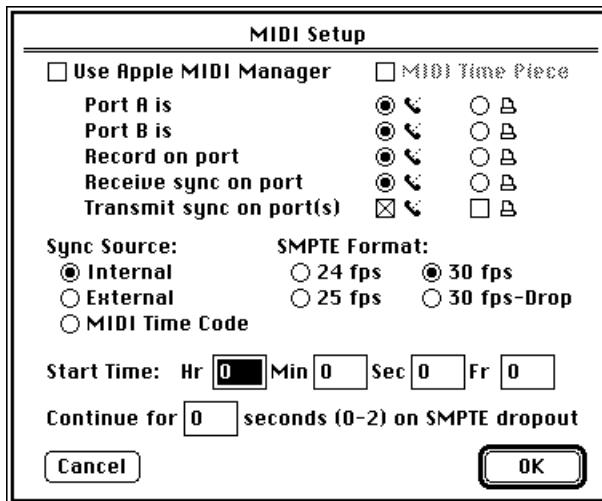 MIDI Setup
Use Apple MIDI Manager MIDI Time Piece
Port A is
Port B is
Record on port
Receive sync on port
Transmit sync on port(s)
Sync Source: SMPTE Format:
Internal 24 fps 30 fps
External 25 fps 30 fps-Drop
MIDI Time Code
Start Time: Hr 0 Min 0 Sec 0 Fr 0
Continue for 0 seconds (0-2) on SMPTE dropout
Cancel OK